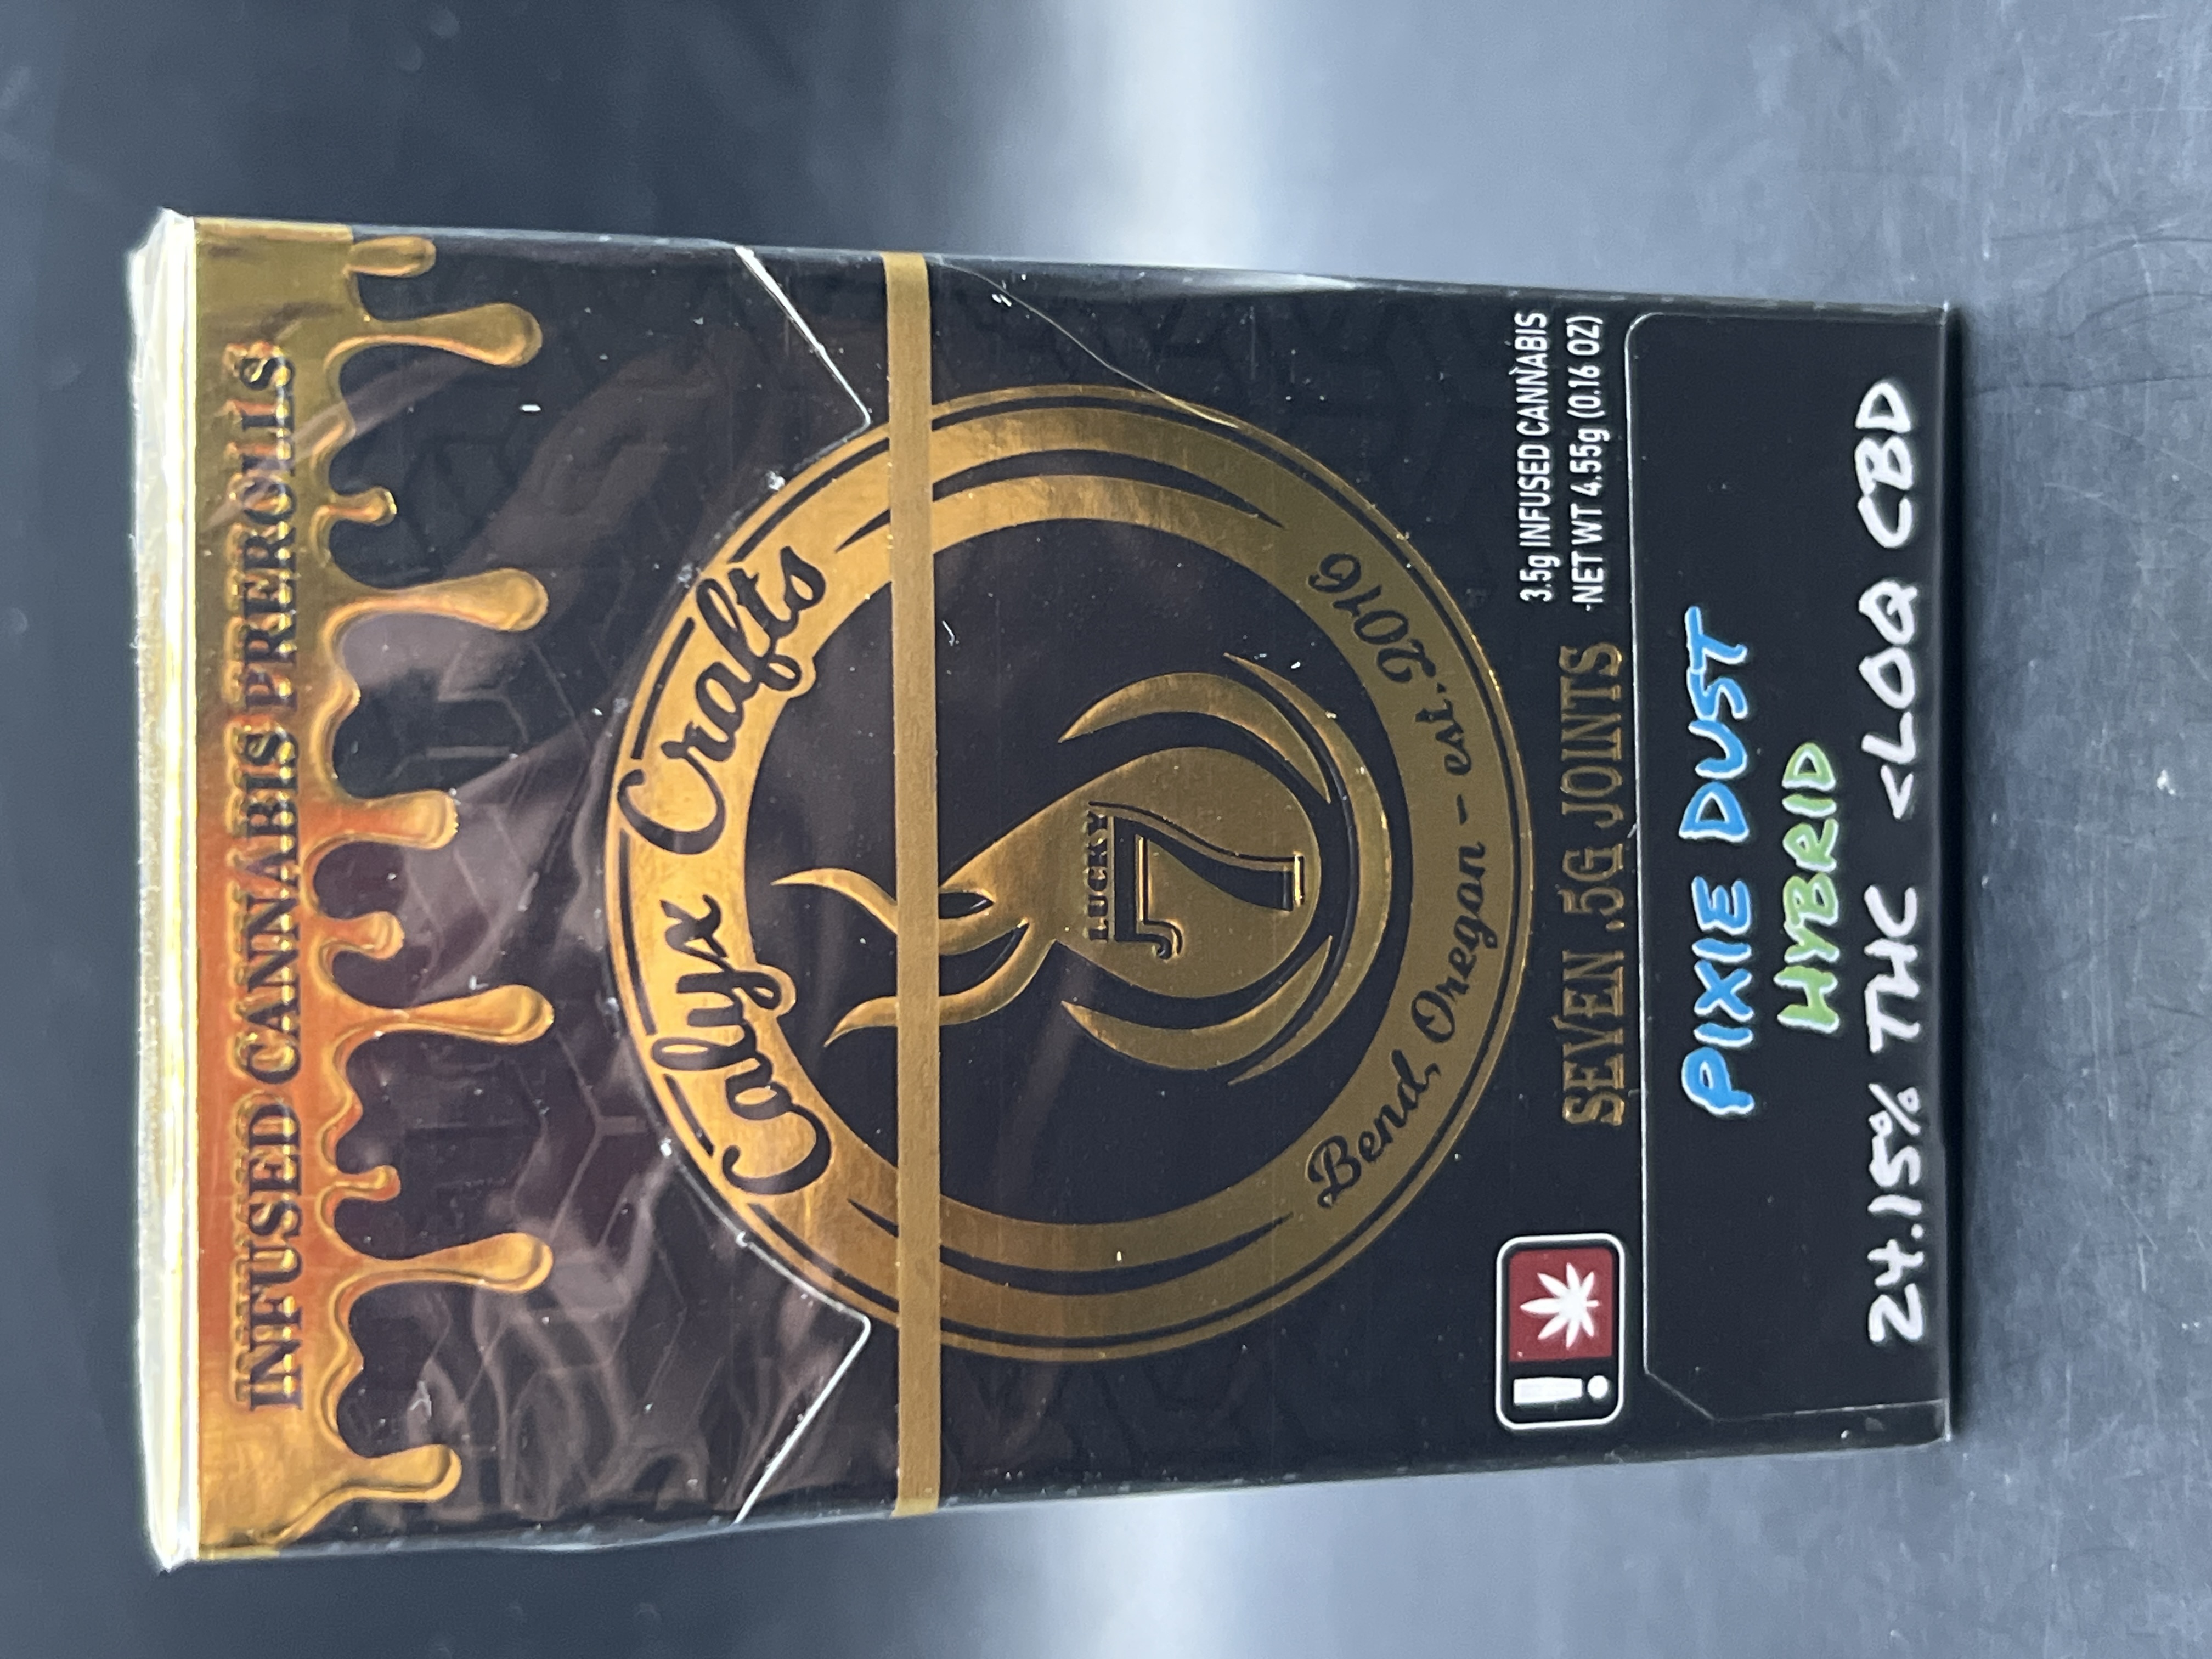 INFUSED CANNABIS PREROLLS
Calyx Crafts
LUCKY
7
Bend, Oregon - est. 2016
SEVEN .5G JOINTS
3.5g INFUSED CANNABIS
NET WT 4.55g (0.16 OZ)
!
PIXIE DUST
HYBRID
24.15% THC <LOQ CBD